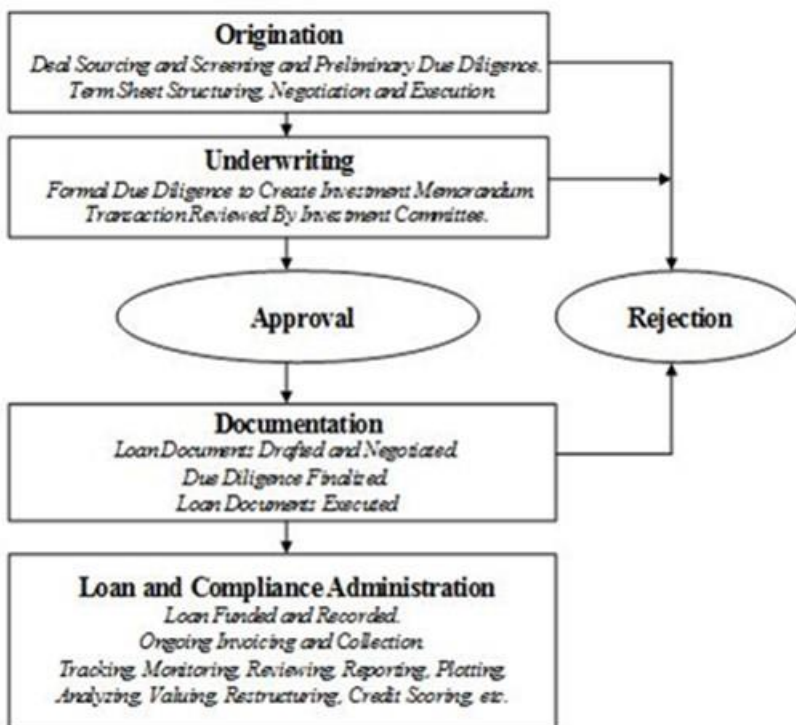 Origination
Deal Sourcing and Screening and Preliminary Due Diligence.
Term Sheet Structuring, Negotiation and Execution
Underwriting
Formal Due Diligence to Create Investment Memorandum
Transaction Reviewed By Investment Committee.
Approval
Rejection
Documentation
Loan Documents Drafted and Negotiated
Due Diligence Finalized
Loan Documents Executed
Loan and Compliance Administration
Loan Funded and Recorded.
Ongoing Invoicing and Collection
Tracking, Monitoring, Reviewing, Reporting, Plotting,
Analyzing, Valuing, Restructuring, Credit Scoring, etc.